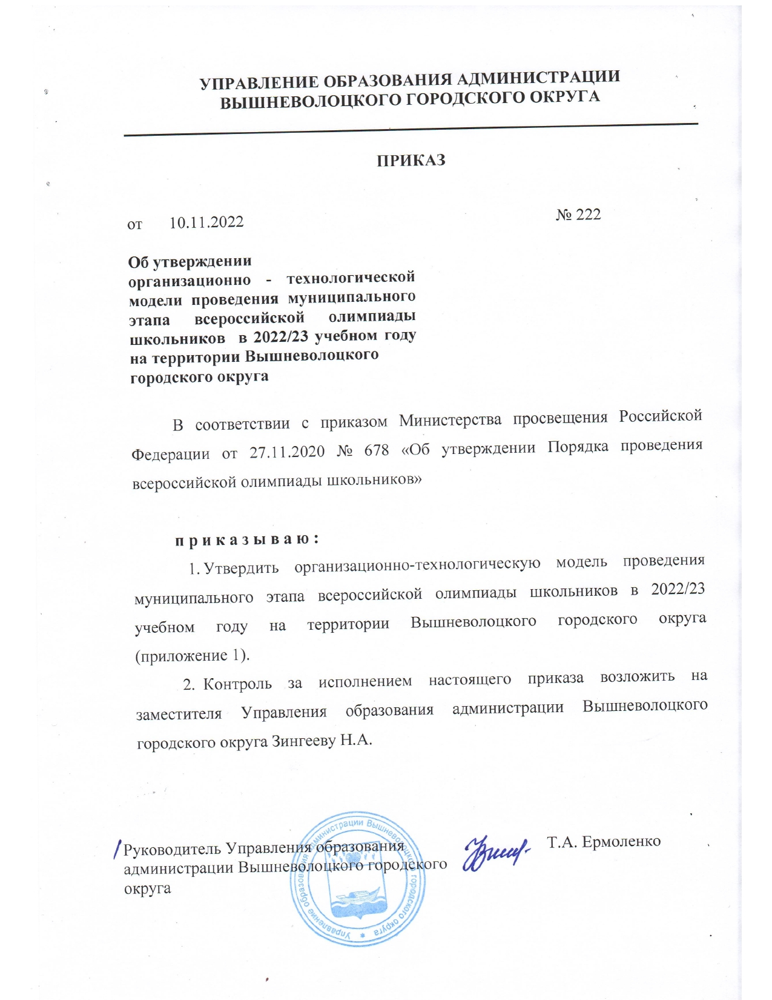 УПРАВЛЕНИЕ ОБРАЗОВАНИЯ АДМИНИСТРАЦИИ
ВЫШНЕВОЛОЦКОГО ГОРОДСКОГО ОКРУГА
ПРИКАЗ
от 10.11.2022 № 222
Об утверждении
организационно - технологической
модели проведения муниципального
этапа всероссийской олимпиады
школьников в 2022/23 учебном году
на территории Вышневолоцкого
городского округа
В соответствии с приказом Министерства просвещения Российской
Федерации от 27.11.2020 № 678 «Об утверждении Порядка проведения
всероссийской олимпиады школьников»
п р и к а з ы в а ю :
1. Утвердить организационно-технологическую модель проведения
муниципального этапа всероссийской олимпиады школьников в 2022/23
учебном году на территории Вышневолоцкого городского округа
(приложение 1).
2. Контроль за исполнением настоящего приказа возложить на
заместителя Управления образования администрации Вышневолоцкого
городского округа Зингееву Н.А.
Руководитель Управления образования Т.А. Ермоленко
администрации Вышневолоцкого городского
округа
Управление образования администрации Вышневолоцкого городского округа *